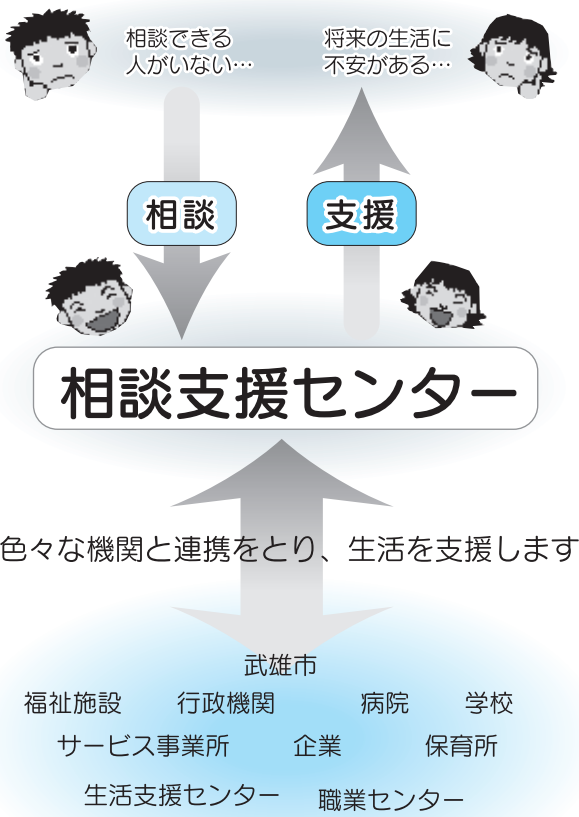 相談できる
人がいない…
将来の生活に
不安がある…
相談
支援
相談支援センター
色々な機関と連携をとり、生活を支援します
武雄市
福祉施設 行政機関 病院 学校
サービス事業所 企業 保育所
生活支援センター 職業センター